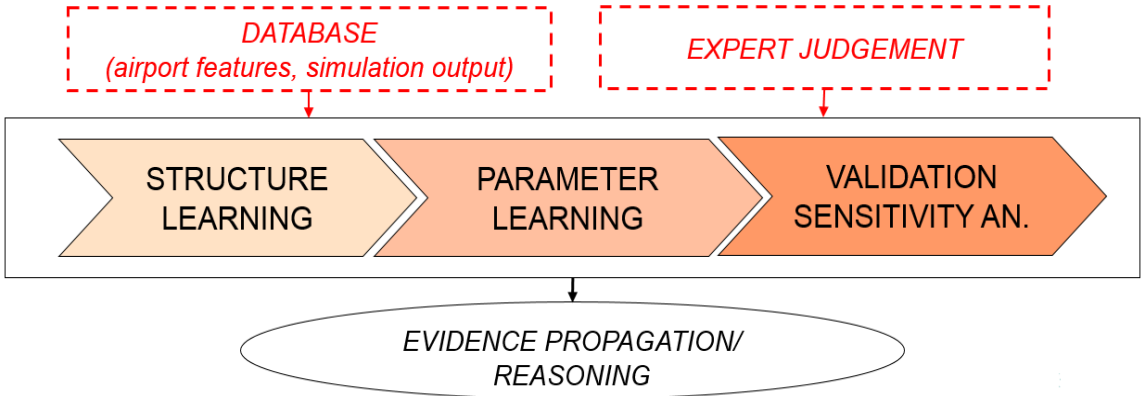 DATABASE
(airport features, simulation output)
EXPERT JUDGEMENT
STRUCTURE
LEARNING
PARAMETER
LEARNING
VALIDATION
SENSITIVITY AN.
EVIDENCE PROPAGATION/
REASONING